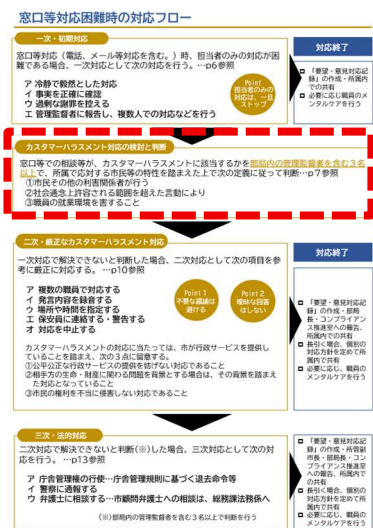 窓口等対応困難時の対応フロー
一次・初期対応
窓口等対応（電話、メール等対応を含む。）時、担当者のみの対応が困
難である場合、一次対応として次の対応を行う。…p6参照
ア 冷静で毅然とした対応
イ 事実を正確に確認
ウ 過剰な謝罪を控える
エ 管理監督者に報告し、複数人での対応などを行う
Point
担当者のみの
対応は、一旦
ストップ
対応終了
「要望・意見対応記
録」の作成・所属内
での共有
必要に応じ職員のメ
ンタルケアを行う
カスタマーハラスメント対応の検討と判断
窓口等での相談等が、カスタマーハラスメントに該当するかを部局内の管理監督者を含む３名
以上で、所属で応対する市民等の特性を踏まえた上で次の定義に従って判断…p７参照
①市民その他の利害関係者が行う
②社会通念上許容される範囲を超えた言動により
③職員の就業環境を害すること
二次・厳正なカスタマーハラスメント対応
一次対応で解決できないと判断した場合、二次対応として次の項目を参
考に厳正に対応する。 …p10参照
ア 複数の職員で対応する
イ 発言内容を録音する
ウ 場所や時間を指定する
エ 保安員に連絡する・警告する
オ 対応を中止する
Point１
不要な議論は
避ける
Point２
曖昧な回答
はしない
カスタマーハラスメントの対応に当たっては、市が行政サービスを提供し
ていることを踏まえ、次の３点に留意する。
①公平公正な行政サービスの提供を妨げない対応であること
②相手方の生命・財産に関わる問題を背景とする場合は、その背景を踏まえ
た対応となっていること
③市民の権利を不当に侵害しない対応であること
対応終了
「要望・意見対応記
録」の作成・部局
長・コンプライアン
ス推進室への報告、
所属内での共有
長引く場合、個別の
対応方針を定めて所
属内で共有
必要に応じ、職員の
メンタルケアを行う
三次・法的対応
二次対応で解決できないと判断(※)した場合、三次対応として次の対
応を行う。 …p13参照
ア 庁舎管理権の行使…庁舎管理規則に基づく退去命令等
イ 警察に通報する
ウ 弁護士に相談する…市顧問弁護士への相談は、総務課法務係へ
(※)部局内の管理監督者を含む３名以上で判断を行う
「要望・意見対応記
録」の作成・所管副
市長・部局長・コン
プライアンス推進室
への報告、所属内で
の共有
長引く場合、個別の
対応方針を定めて所
属内で共有
必要に応じ、職員の
メンタルケアを行う